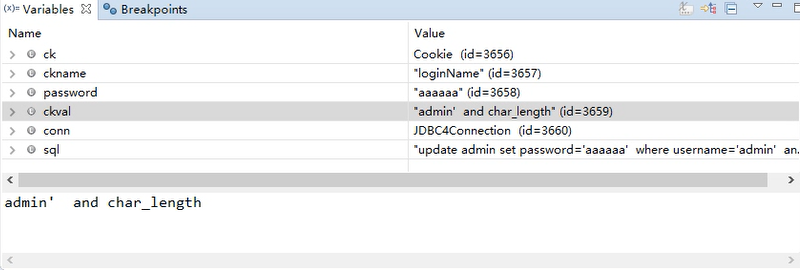 (x)= Variables Breakpoints
Name Value
ck Cookie (id=3656)
ckname "loginName" (id=3657)
password "aaaaaa" (id=3658)
ckval "admin'  and char_length" (id=3659)
conn JDBC4Connection (id=3660)
sql "update admin set password='aaaaaa'  where username='admin'  an...
admin'  and char_length